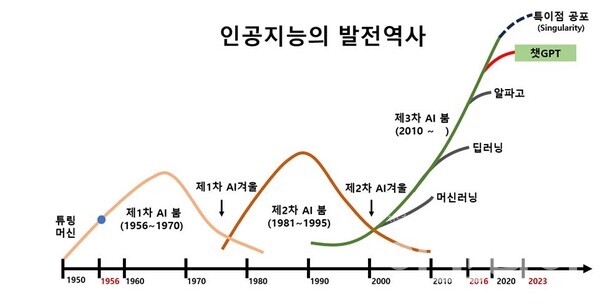 인공지능의 발전역사
특이점 공포
(Singularity)
챗GPT
알파고
제3차 AI 붐
(2010 ~ )
딥러닝
머신러닝
제1차 AI겨울
제2차 AI겨울
튜링
머신
제1차 AI 붐
(1956~1970)
제2차 AI 붐
(1981~1995)
1950 1956 1960 1970 1980 1990 2000 2010 2016 2020 2023